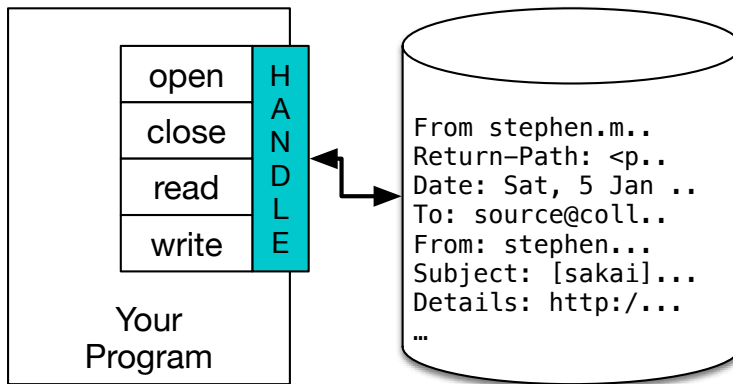 open
close
read
write
HANDLE
Your
Program
From stephen.m..
Return-Path: <p..
Date: Sat, 5 Jan ..
To: source@coll..
From: stephen...
Subject: [sakai]...
Details: http:/...
…